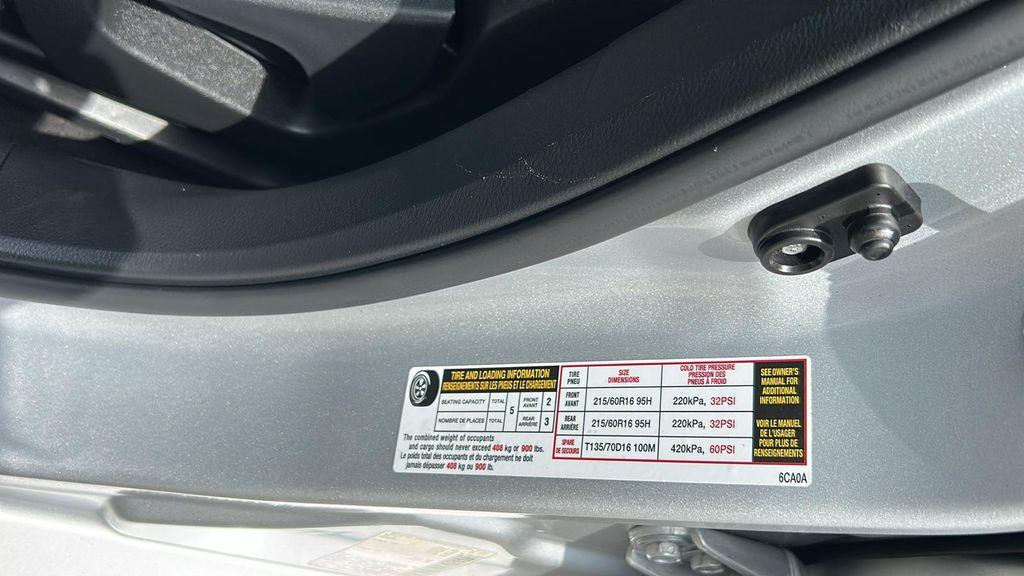 TIRE AND LOADING INFORMATION
RENSEIGNEMENTS SUR LES PNEUS ET LE CHARGEMENT
SEATING CAPACITY TOTAL 5 FRONT AVANT 2
NOMBRE DE PLACES TOTAL REAR ARRIÈRE 3
The combined weight of occupants
and cargo should never exceed 408 kg or 900 lbs.
Le poids total des occupants et du chargement ne doit
jamais dépasser 408 kg ou 900 lb.
TIRE PNEU SIZE DIMENSIONS COLD TIRE PRESSURE PRESSION DES PNEUS À FROID
FRONT AVANT 215/60R16 95H 220kPa, 32PSI
REAR ARRIÈRE 215/60R16 95H 220kPa, 32PSI
SPARE DE SECOURS T135/70D16 100M 420kPa, 60PSI
SEE OWNER'S
MANUAL FOR
ADDITIONAL
INFORMATION
VOIR LE MANUEL
DE L'USAGER
POUR PLUS DE
RENSEIGNEMENTS
6CA0A